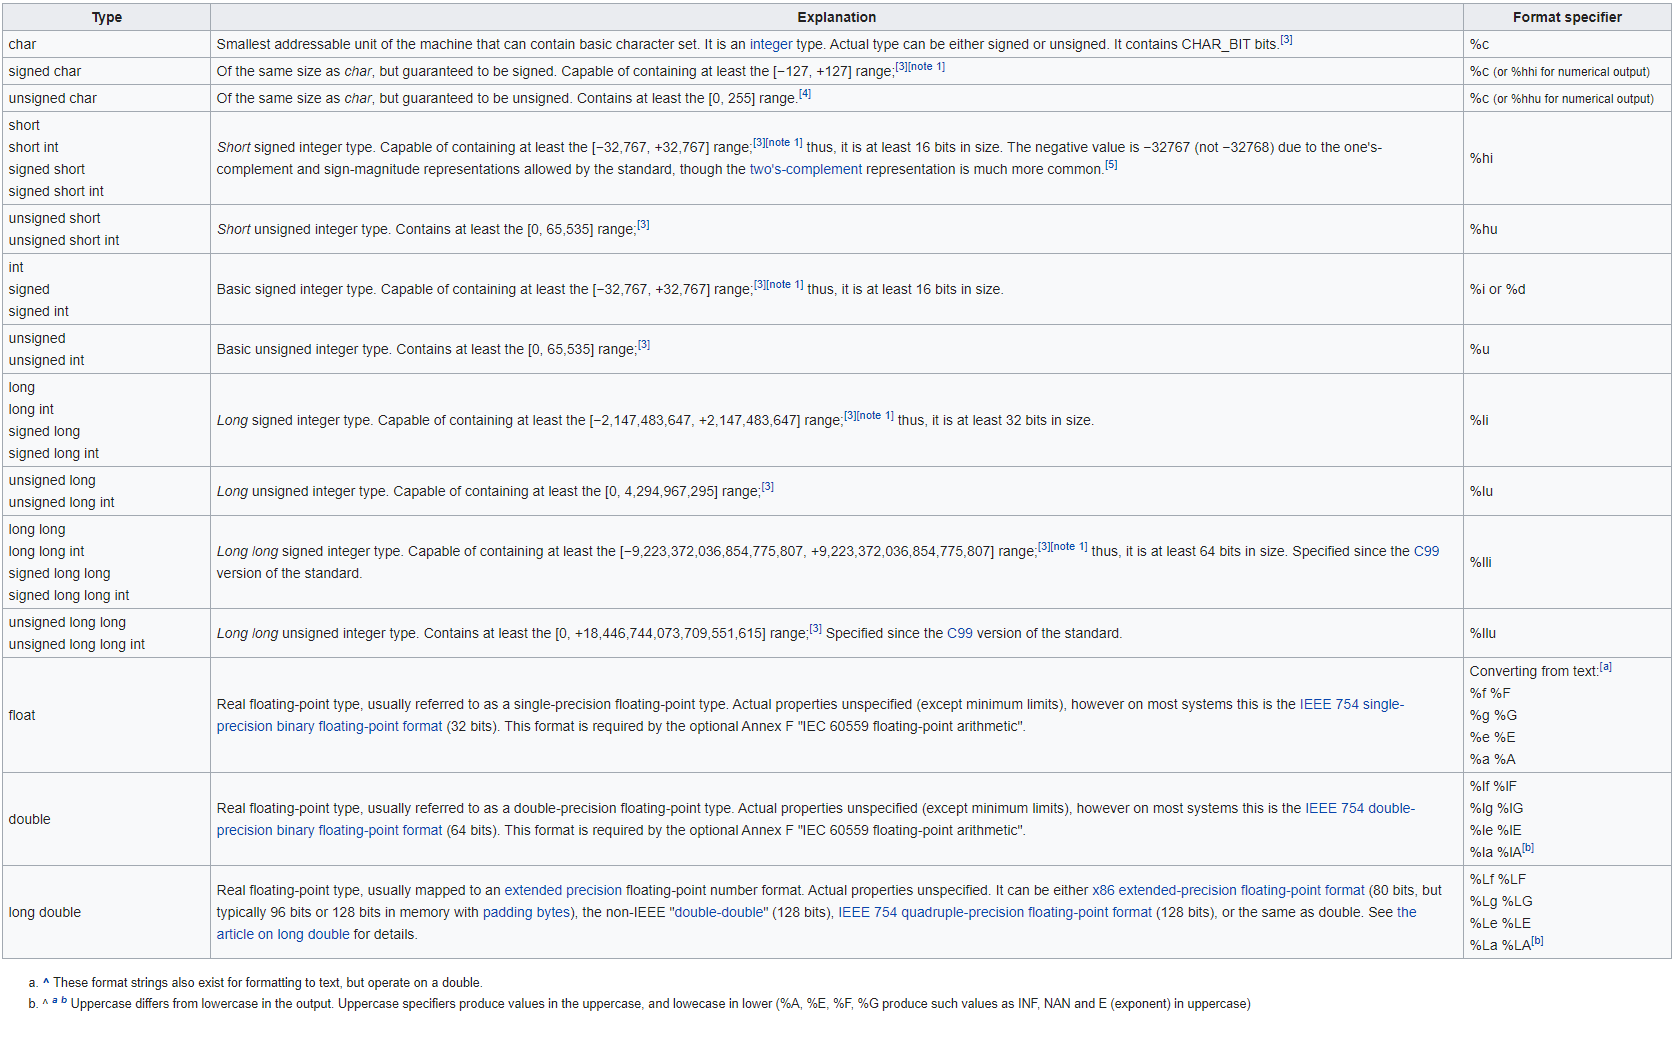 Type Explanation Format specifier
char Smallest addressable unit of the machine that can contain basic character set. It is an integer type. Actual type can be either signed or unsigned. It contains CHAR_BIT bits.[3] %c
signed char Of the same size as char, but guaranteed to be signed. Capable of containing at least the [−127, +127] range;[3][note 1] %c (or %hhi for numerical output)
unsigned char Of the same size as char, but guaranteed to be unsigned. Contains at least the [0, 255] range.[4] %c (or %hhu for numerical output)
short
short int
signed short
signed short int
Short signed integer type. Capable of containing at least the [−32,767, +32,767] range;[3][note 1] thus, it is at least 16 bits in size. The negative value is −32767 (not −32768) due to the one's-
complement and sign-magnitude representations allowed by the standard, though the two's-complement representation is much more common.[5]
%hi
unsigned short
unsigned short int
Short unsigned integer type. Contains at least the [0, 65,535] range;[3]
%hu
int
signed
signed int
Basic signed integer type. Capable of containing at least the [−32,767, +32,767] range;[3][note 1] thus, it is at least 16 bits in size.
%i or %d
unsigned
unsigned int
Basic unsigned integer type. Contains at least the [0, 65,535] range;[3]
%u
long
long int
signed long
signed long int
Long signed integer type. Capable of containing at least the [−2,147,483,647, +2,147,483,647] range;[3][note 1] thus, it is at least 32 bits in size.
%li
unsigned long
unsigned long int
Long unsigned integer type. Capable of containing at least the [0, 4,294,967,295] range;[3]
%lu
long long
long long int
signed long long
signed long long int
Long long signed integer type. Capable of containing at least the [−9,223,372,036,854,775,807, +9,223,372,036,854,775,807] range;[3][note 1] thus, it is at least 64 bits in size. Specified since the C99
version of the standard.
%lli
unsigned long long
unsigned long long int
Long long unsigned integer type. Contains at least the [0, +18,446,744,073,709,551,615] range;[3] Specified since the C99 version of the standard.
%llu
float
Real floating-point type, usually referred to as a single-precision floating-point type. Actual properties unspecified (except minimum limits), however on most systems this is the IEEE 754 single-
precision binary floating-point format (32 bits). This format is required by the optional Annex F "IEC 60559 floating-point arithmetic".
Converting from text:[a]
%f %F
%g %G
%e %E
%a %A
double
Real floating-point type, usually referred to as a double-precision floating-point type. Actual properties unspecified (except minimum limits), however on most systems this is the IEEE 754 double-
precision binary floating-point format (64 bits). This format is required by the optional Annex F "IEC 60559 floating-point arithmetic".
%lf %lF
%lg %lG
%le %lE
%la %lA[b]
long double
Real floating-point type, usually mapped to an extended precision floating-point number format. Actual properties unspecified. It can be either x86 extended-precision floating-point format (80 bits, but
typically 96 bits or 128 bits in memory with padding bytes), the non-IEEE "double-double" (128 bits), IEEE 754 quadruple-precision floating-point format (128 bits), or the same as double. See the
article on long double for details.
%Lf %LF
%Lg %LG
%Le %LE
%La %LA[b]
a. ^ These format strings also exist for formatting to text, but operate on a double.
b. ^ a b Uppercase differs from lowercase in the output. Uppercase specifiers produce values in the uppercase, and lowecase in lower (%A, %E, %F, %G produce such values as INF, NAN and E (exponent) in uppercase)